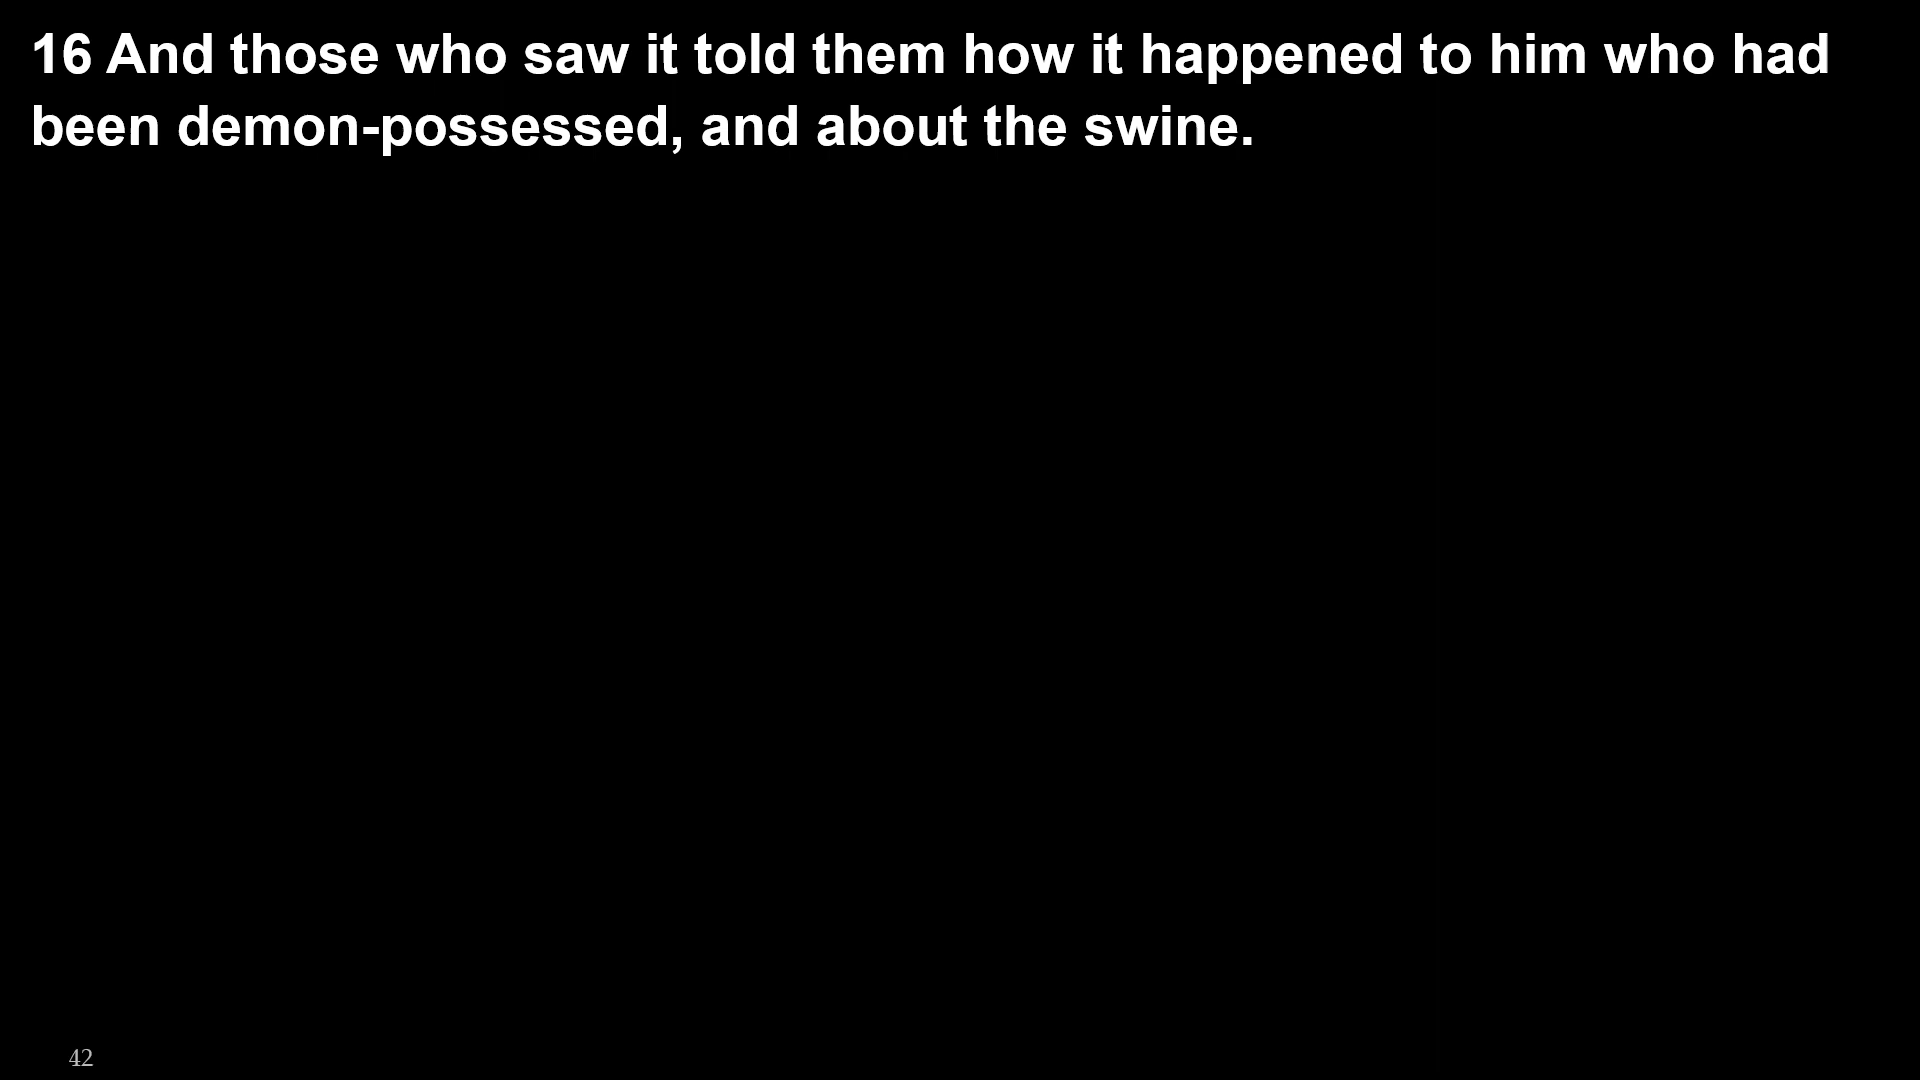 16 And those who saw it told them how it happened to him who had
been demon-possessed, and about the swine.
42